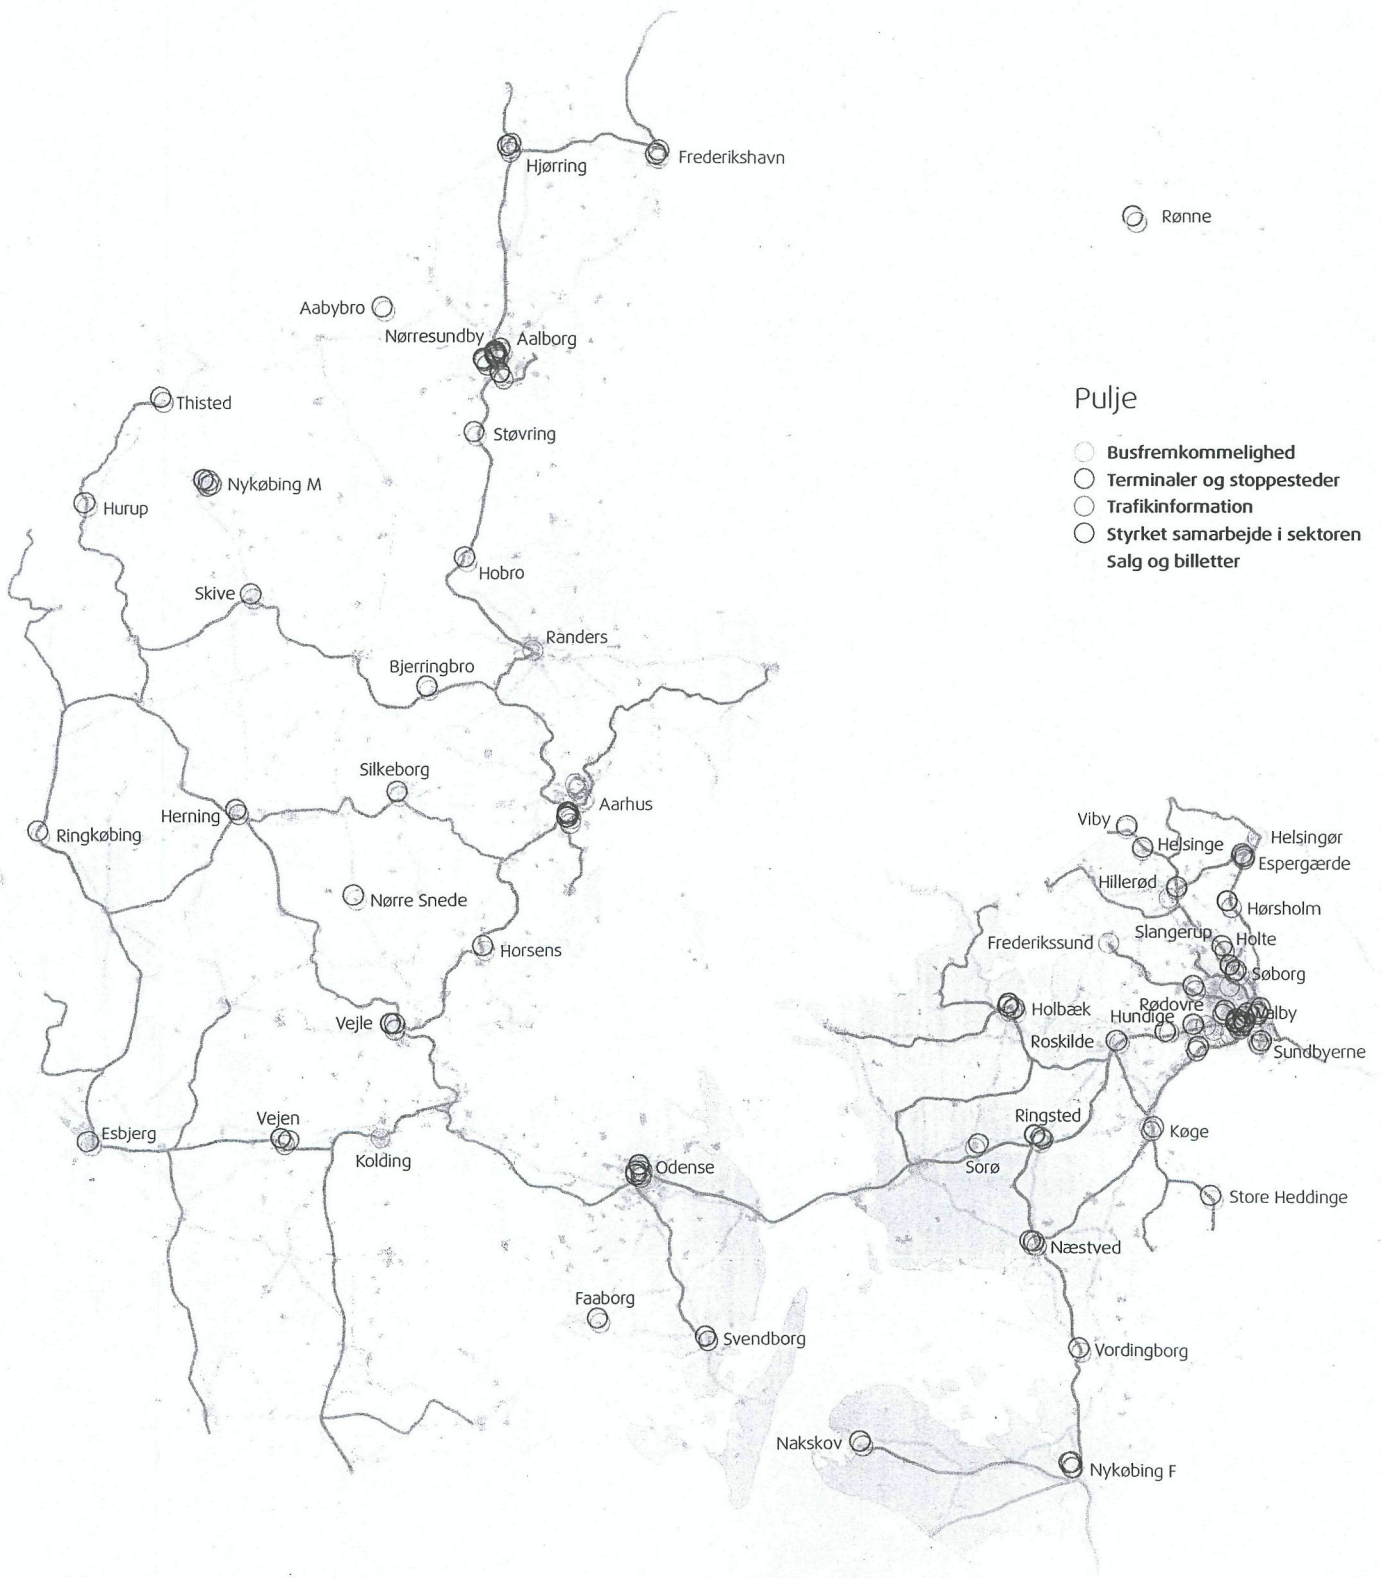 Hjørring
Frederikshavn
Rønne
Aabybro
Nørresundby
Aalborg
Thisted
Støvring
Nykøbing M
Hurup
Hobro
Skive
Randers
Bjerringbro
Silkeborg
Aarhus
Herning
Ringkøbing
Nørre Snede
Horsens
Vejle
Vejen
Esbjerg
Kolding
Odense
Faaborg
Svendborg
Pulje
Busfremkommelighed
Terminaler og stoppesteder
Trafikinformation
Styrket samarbejde i sektoren
Salg og billetter
Viby
Helsinge
Helsingør
Espergærde
Hillerød
Hørsholm
Slangerup
Holte
Frederikssund
Søborg
Holbæk
Rødovre
Hundige
Valby
Roskilde
Sundbyerne
Ringsted
Køge
Sorø
Store Heddinge
Næstved
Vordingborg
Nakskov
Nykøbing F